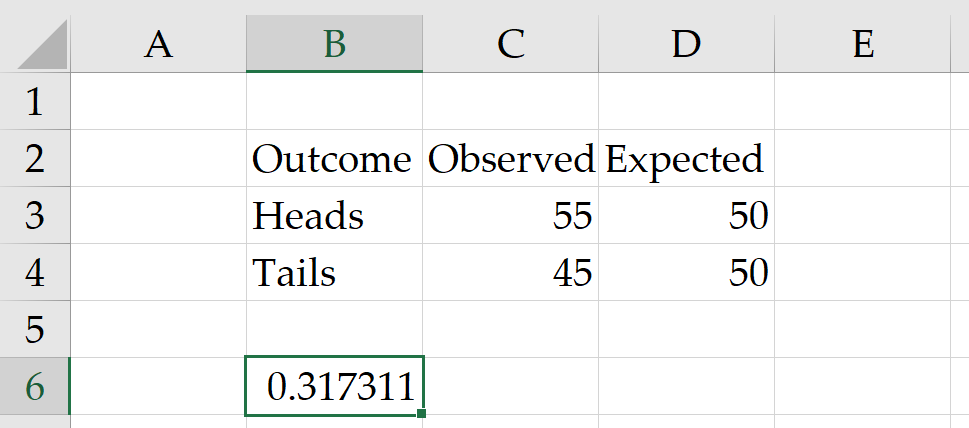 A B C D E
1
2 Outcome Observed Expected
3 Heads 55 50
4 Tails 45 50
5
6 0.317311